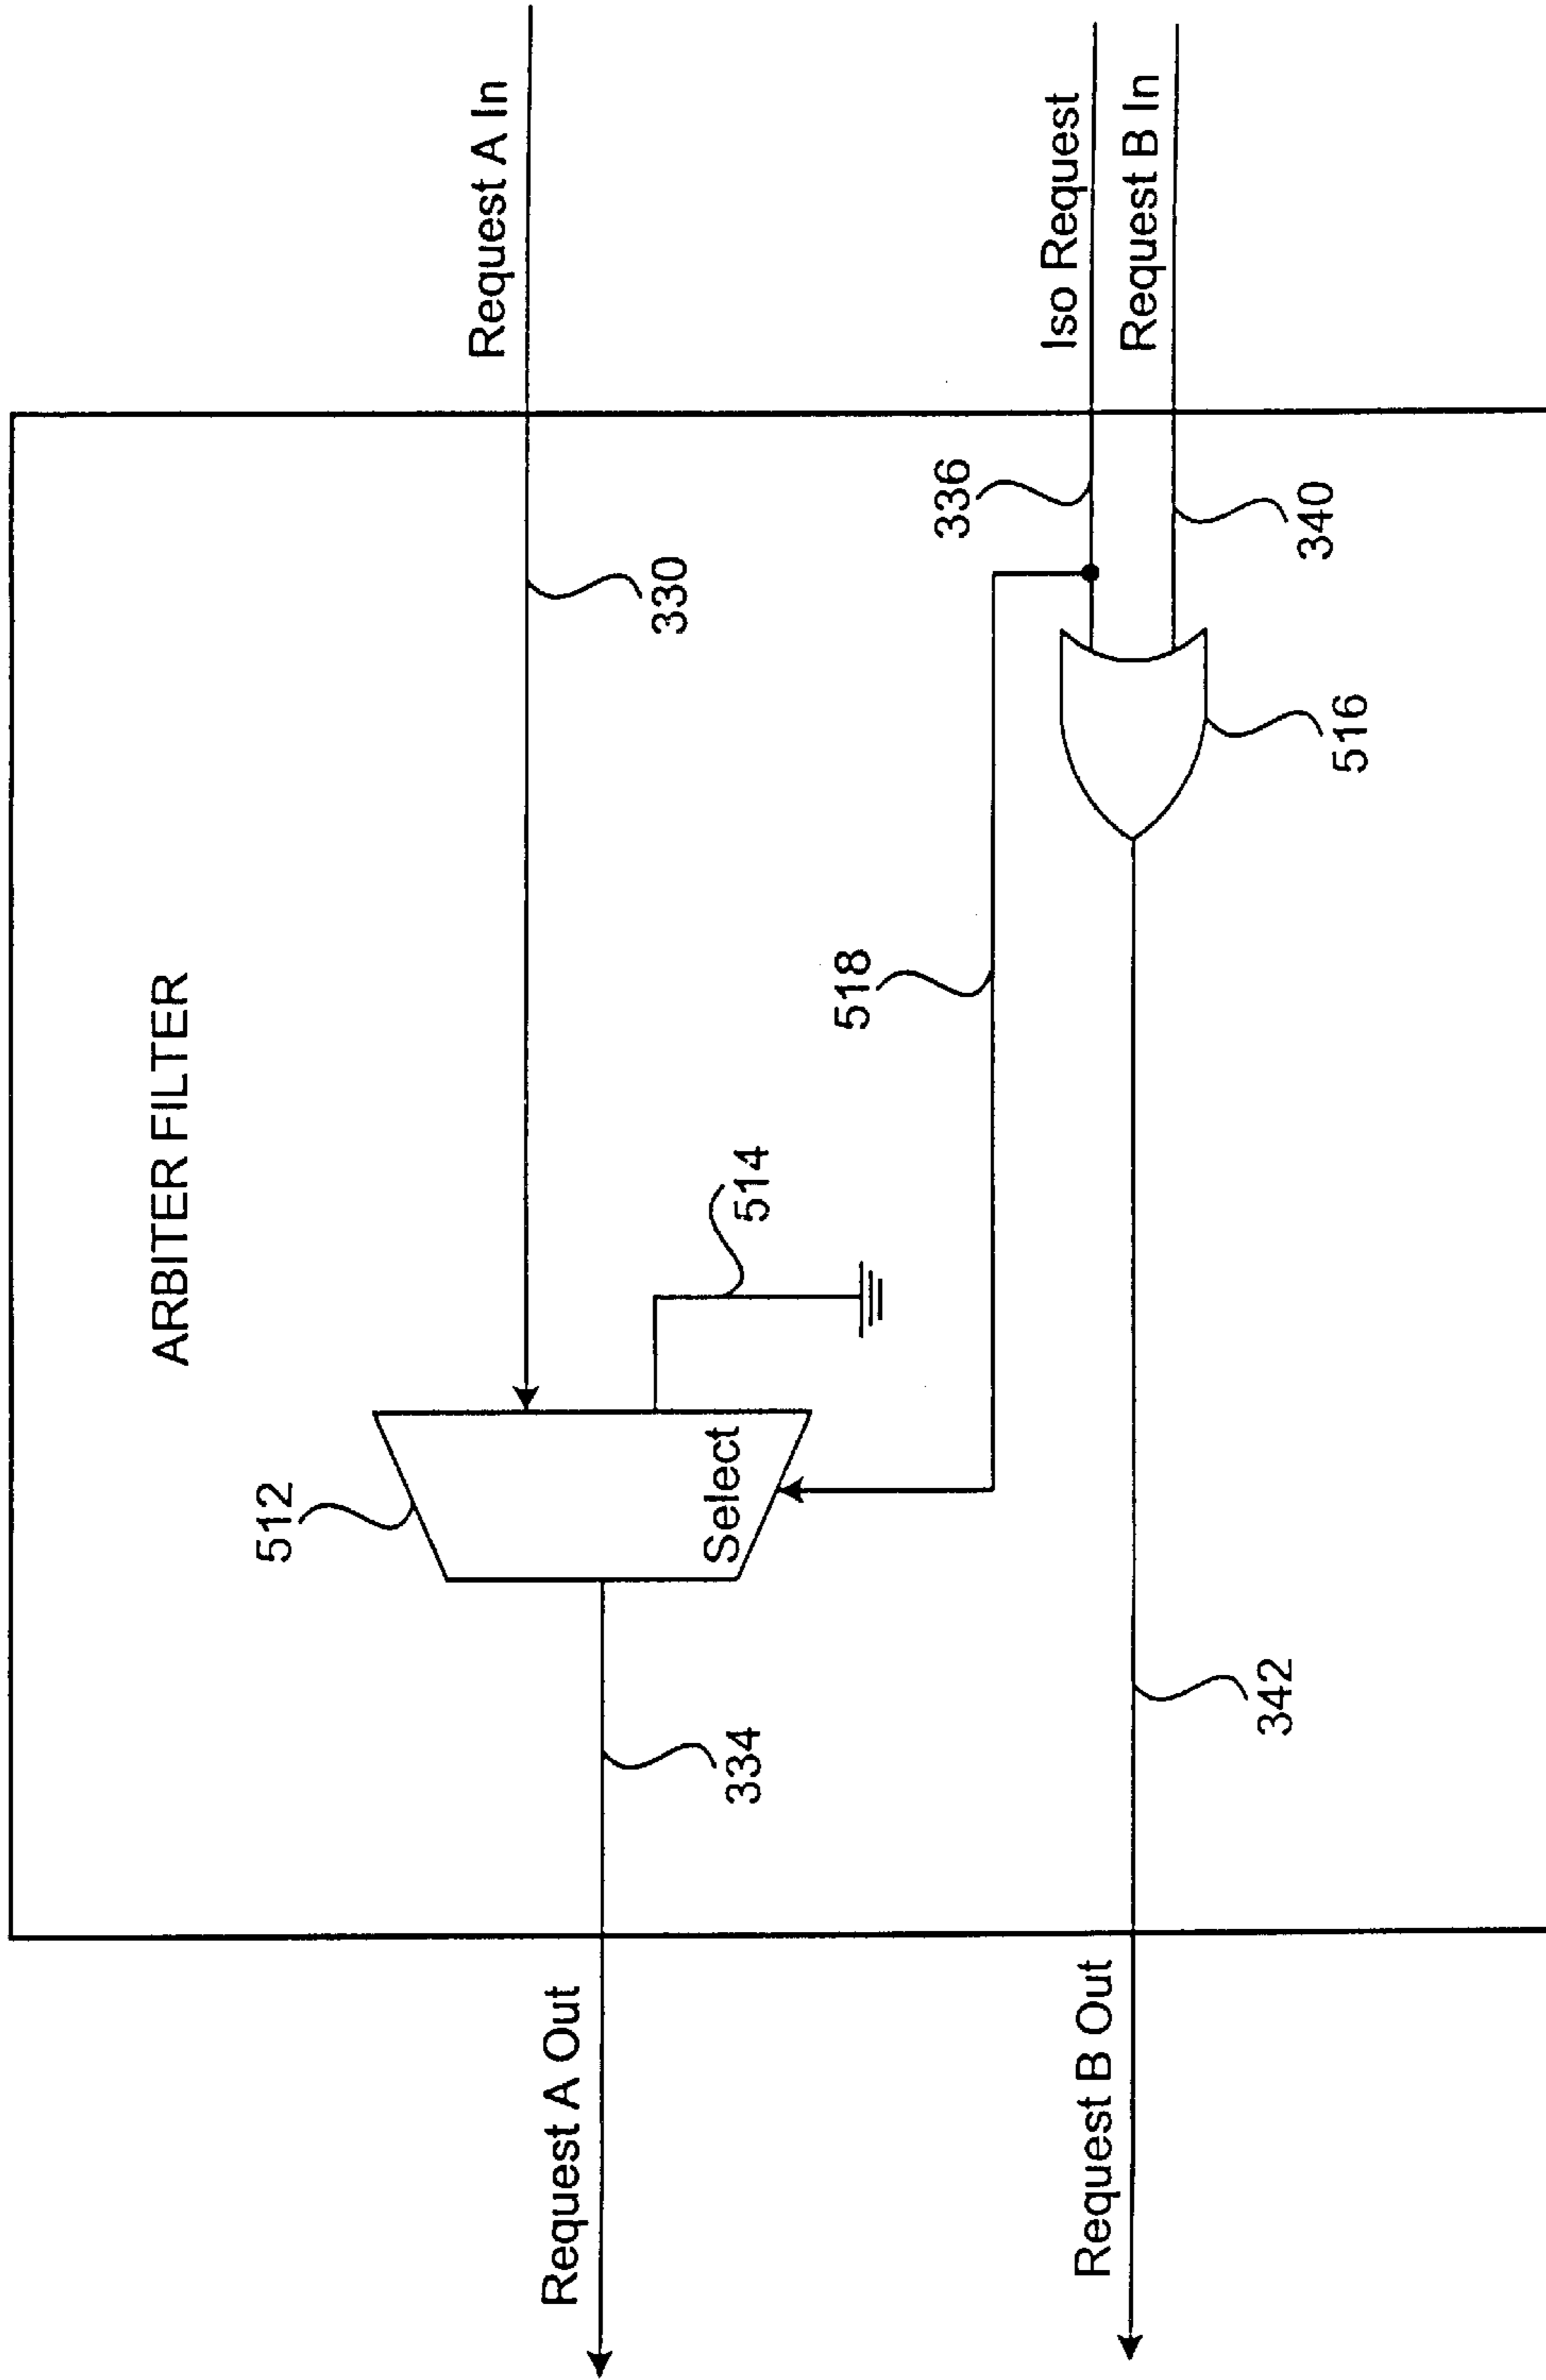 ARBITER FILTER
Request A In
330
512
Select
514
334
Request A Out
518
336
Iso Request
Request B In
340
516
342
Request B Out